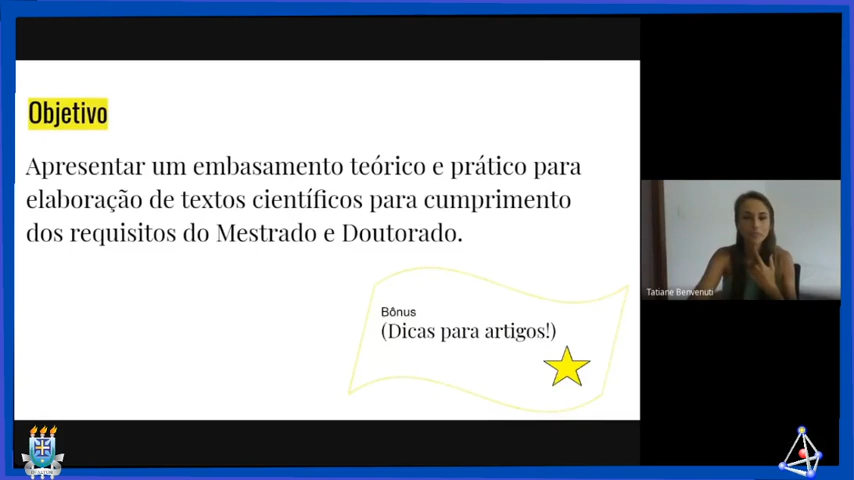 Objetivo
Apresentar um embasamento teórico e prático para
elaboração de textos científicos para cumprimento
dos requisitos do Mestrado e Doutorado.
Bônus
(Dicas para artigos!)
Tatiane Benvenuti